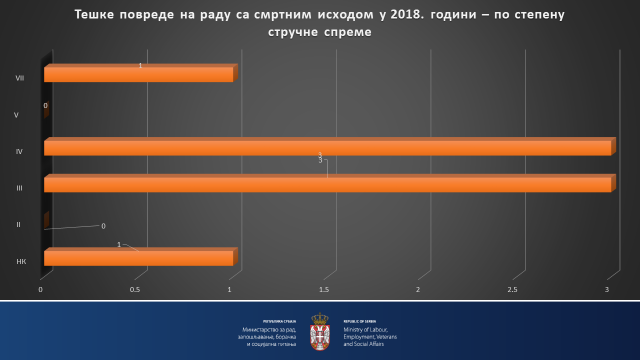 Тешке повреде на раду са смртним исходом у 2018. години – по степену
стручне спреме
VII
1
V
0
IV
3
III
3
II
0
НК
1
0
0.5
1
1.5
2
2.5
3
РЕПУБЛИКА СРБИЈА
Министарство за рад,
запошљавање, борачка
и социјална питања
REPUBLIC OF SERBIA
Ministry of Labour,
Employment, Veterans
and Social Affairs